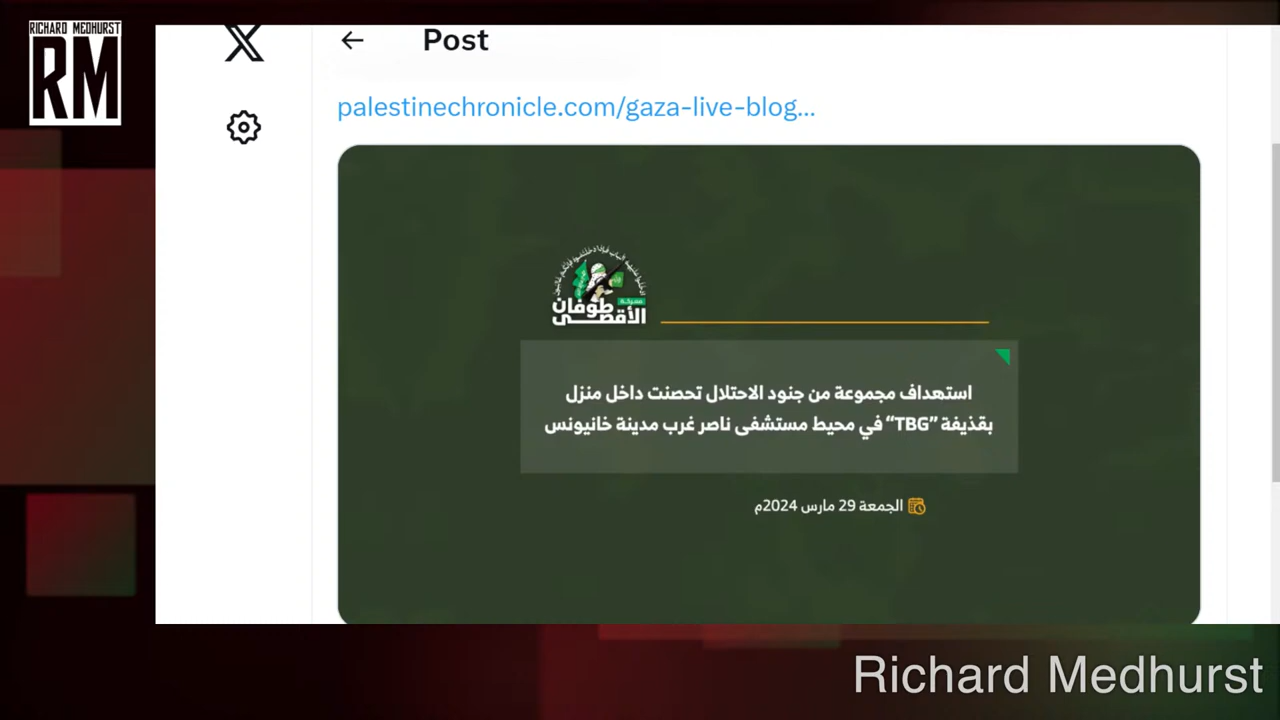 RICHARD MEDHURST
RM
Post
palestinechronicle.com/gaza-live-blog...
معركة
طوفان
الأقصى
استهداف مجموعة من جنود الاحتلال تحصنت داخل منزل
بقذيفة "TBG" في محيط مستشفى ناصر غرب مدينة خانيونس
الجمعة 29 مارس 2024م
Richard Medhurst